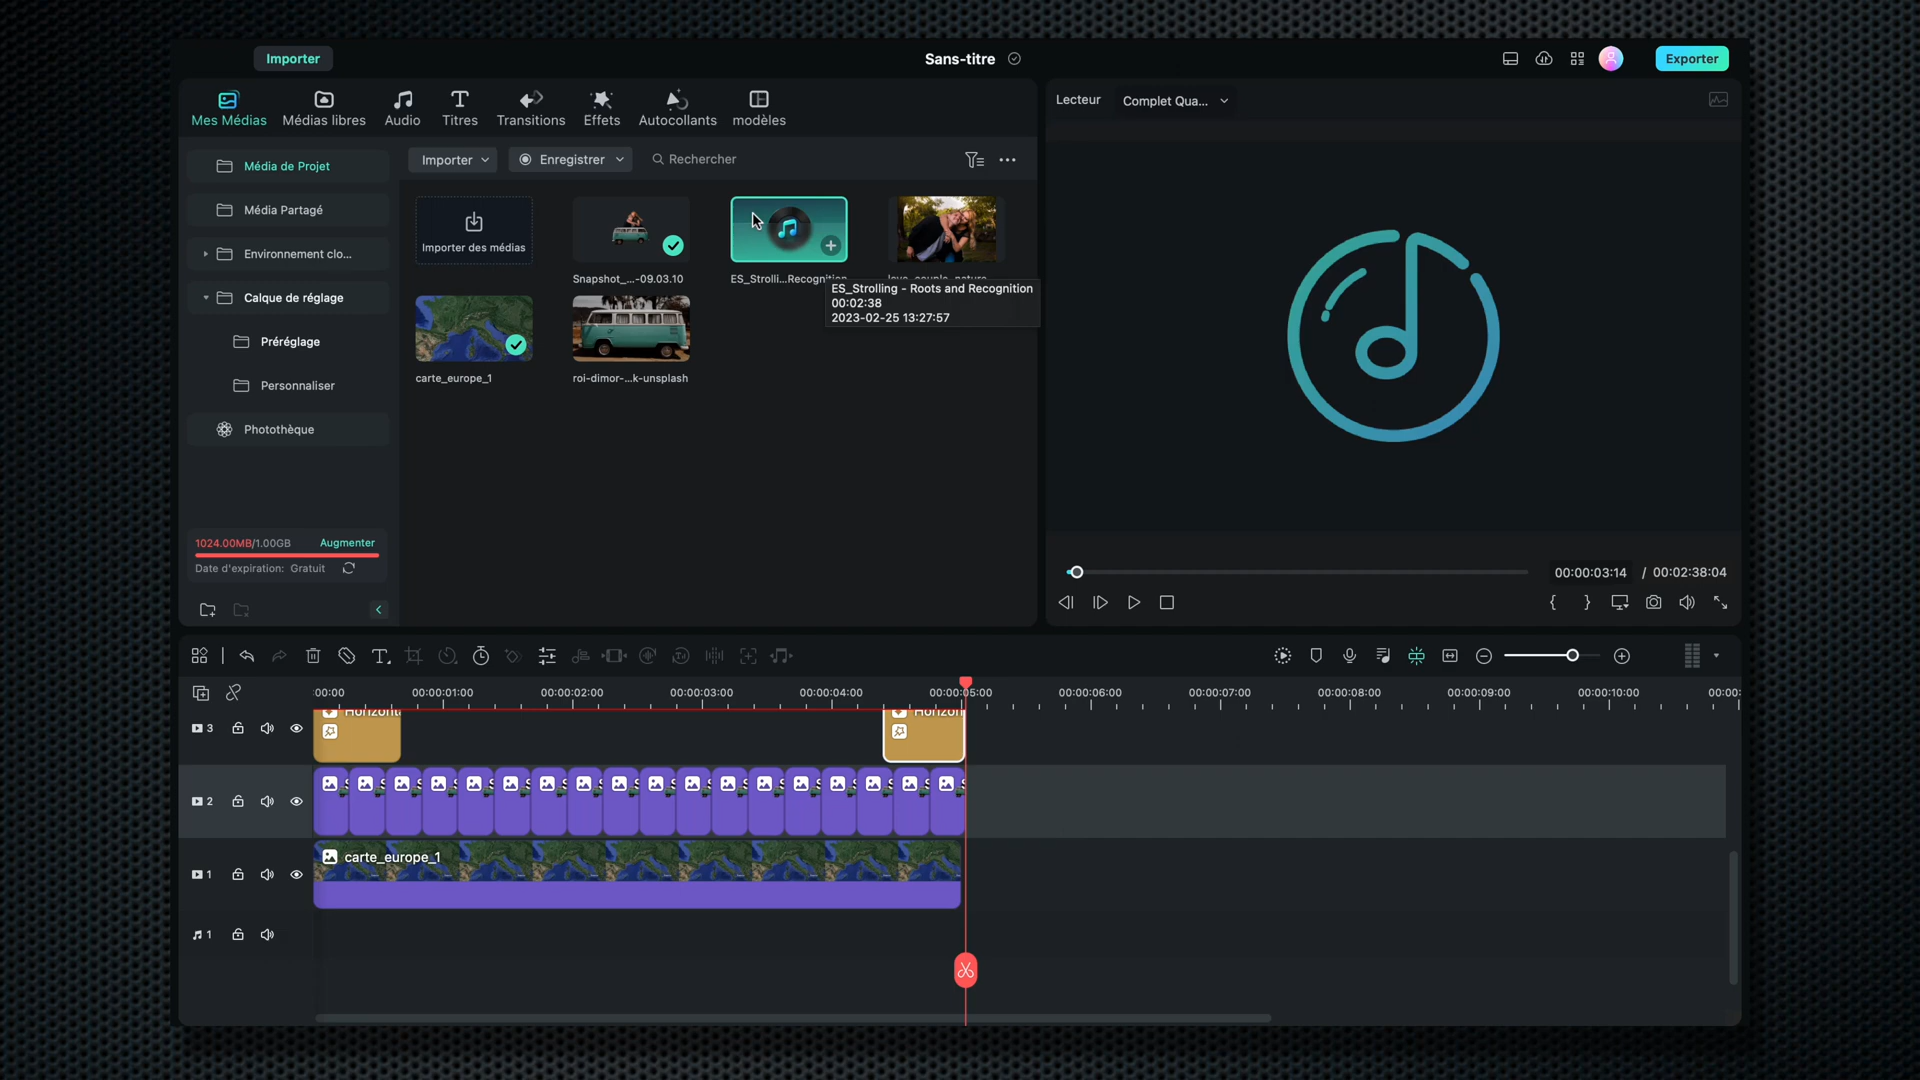 Importer
Sans-titre
Exporter
Mes Médias
Médias libres
Audio
Titres
Transitions
Effets
Autocollants
modèles
Lecteur
Complet Qua...
Média de Projet
Importer
Enregistrer
Rechercher
Média Partagé
Environnement clo...
Calque de réglage
Préréglage
Personnaliser
Photothèque
Importer des médias
Snapshot_...-09.03.10
ES_Strolli...Recognition
ES_Strolling - Roots and Recognition
00:02:38
2023-02-25 13:27:57
carte_europe_1
roi-dimor-...k-unsplash
1024.00MB/1.00GB
Augmenter
Date d'expiration: Gratuit
00:00:03:14 / 00:02:38:04
:00:00
00:00:01:00
00:00:02:00
00:00:03:00
00:00:04:00
00:00:05:00
00:00:06:00
00:00:07:00
00:00:08:00
00:00:09:00
00:00:10:00
00:00:
3
2
carte_europe_1
1
1